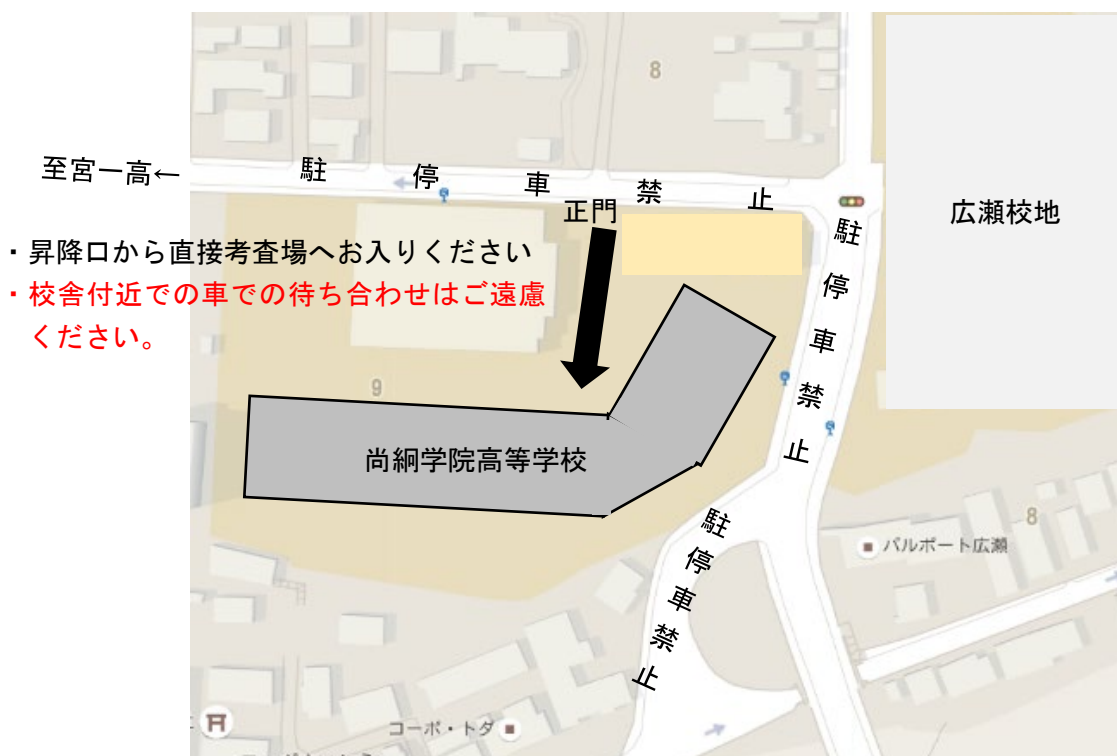 8
至宮一高←
駐停車禁止
正門
広瀬校地
・昇降口から直接考査場へお入りください
・校舎付近での車での待ち合わせはご遠慮
ください。
駐停車禁止
9
尚絅学院高等学校
駐停車禁止
8
パルポート広瀬
コーポ・トダ